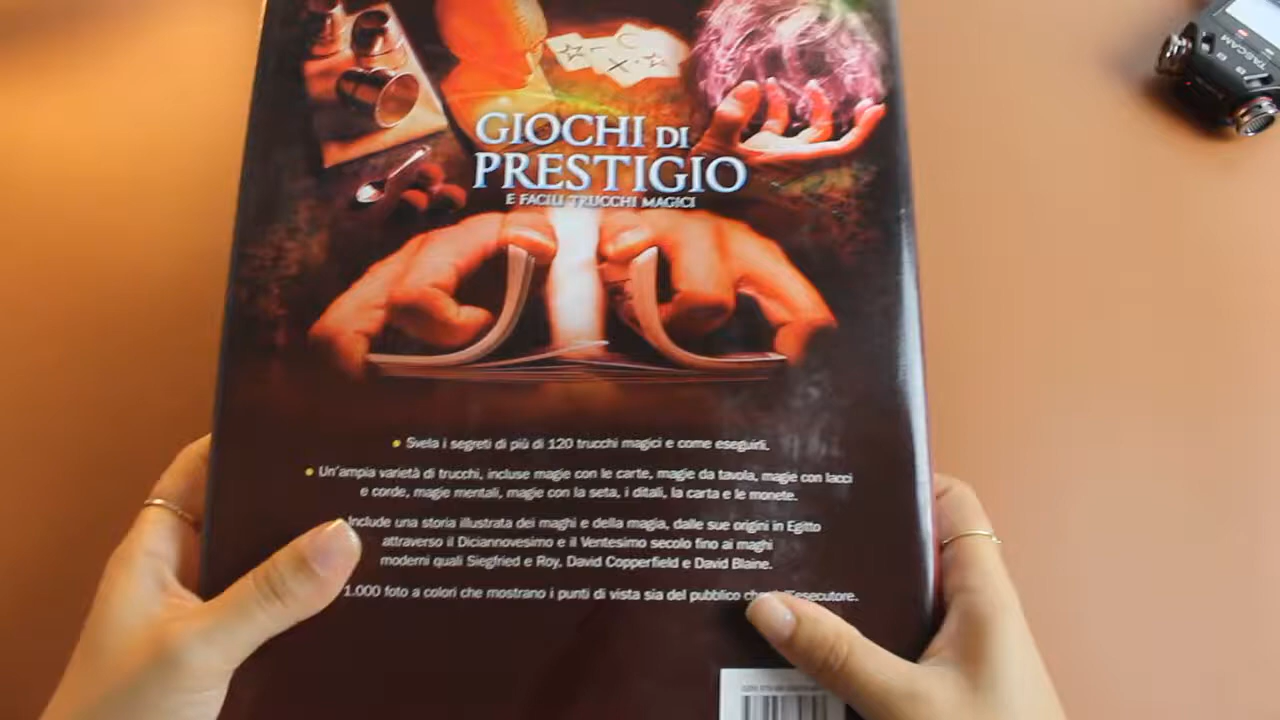 GIOCHI DI
PRESTIGIO
E FACILI TRUCCHI MAGICI
• Svela i segreti di più di 120 trucchi magici e come eseguirli.
• Un'ampia varietà di trucchi, incluse magie con le carte, magie da tavola, magie con lacci
e corde, magie mentali, magie con la seta, i ditali, la carta e le monete.
Include una storia illustrata dei maghi e della magia, dalle sue origini in Egitto
attraverso il Diciannovesimo e il Ventesimo secolo fino ai maghi
moderni quali Siegfried e Roy, David Copperfield e David Blaine.
1.000 foto a colori che mostrano i punti di vista sia del pubblico dell'esecutore.
TASCAM